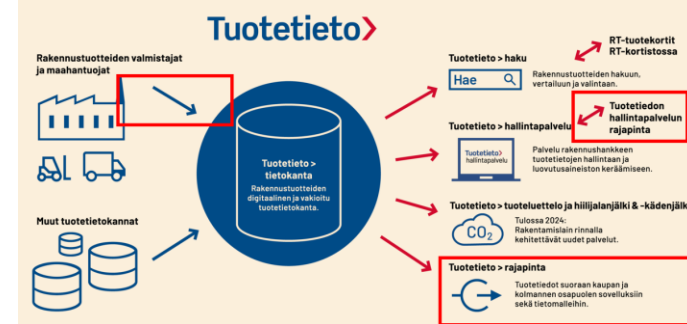 Tuotetieto>
Rakennustuotteiden valmistajat
ja maahantuojat
Muut tuotetietokannat
Tuotetieto >
tietokanta
Rakennustuotteiden
digitaalinen ja vakioitu
tuotetietokanta.
Tuotetieto > haku
Hae
Rakennustuotteiden hakuun,
vertailuun ja valintaan.
RT-tuotekortit
RT-kortistossa
Tuotetieto > hallintapalvelu
Tuotetieto>
hallintapalvelu
Palvelu rakennushankkeen
tuotetietojen hallintaan ja
luovutusaineiston keräämiseen.
Tuotetiedon
hallintapalvelun
rajapinta
Tuotetieto > tuoteluettelo ja hiilijalanjälki & -kädenjälk
CO₂
Tulossa 2024:
Rakentamislain rinnalla
kehitettävät uudet palvelut.
Tuotetieto > rajapinta
Tuotetiedot suoraan kaupan ja
kolmannen osapuolen sovelluksiin
sekä tietomalleihin.